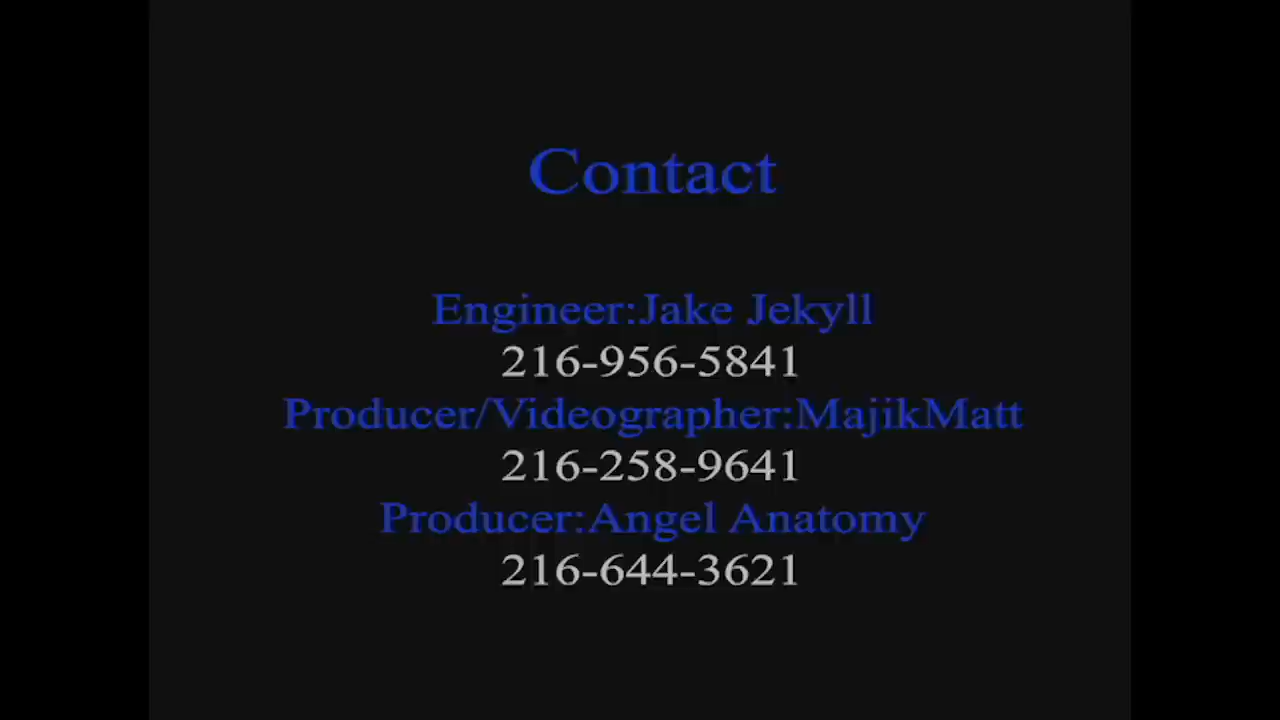 Contact
Engineer:Jake Jekyll
216-956-5841
Producer/Videographer:MajikMatt
216-258-9641
Producer:Angel Anatomy
216-644-3621